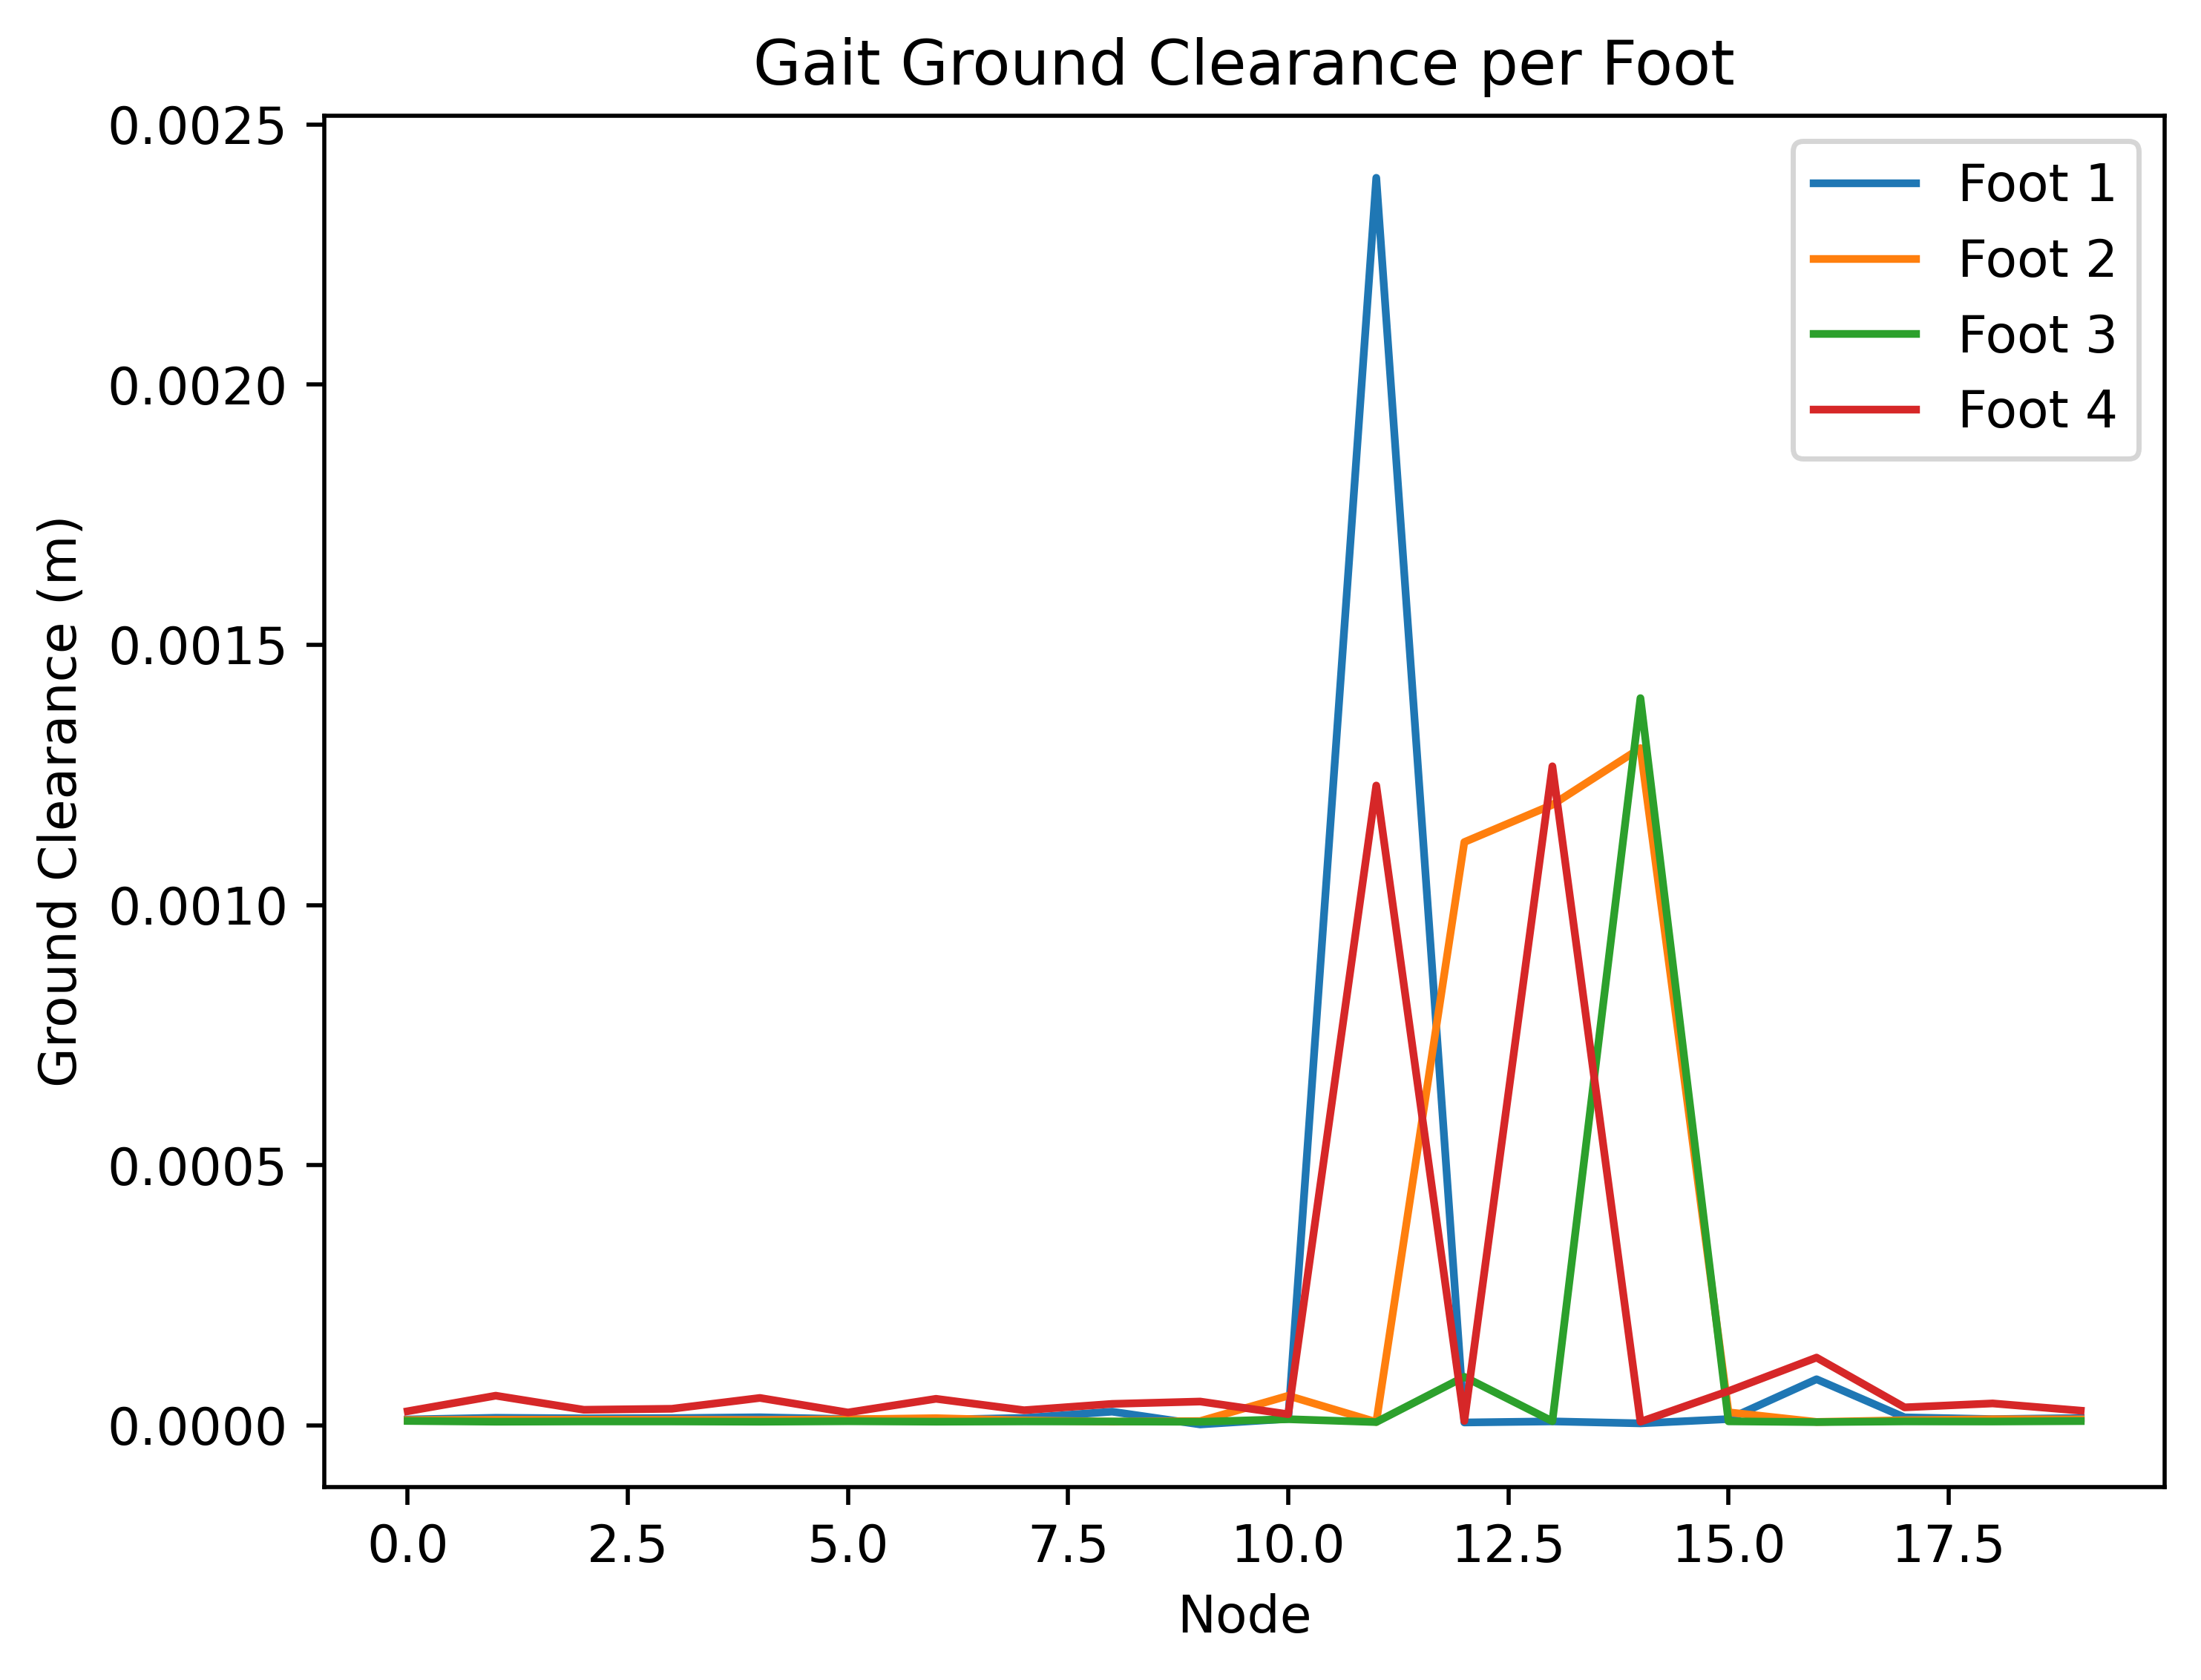 Gait Ground Clearance per Foot
0.0025
0.0020
0.0015
0.0010
0.0005
0.0000
Ground Clearance (m)
Foot 1
Foot 2
Foot 3
Foot 4
0.0 2.5 5.0 7.5 10.0 12.5 15.0 17.5
Node